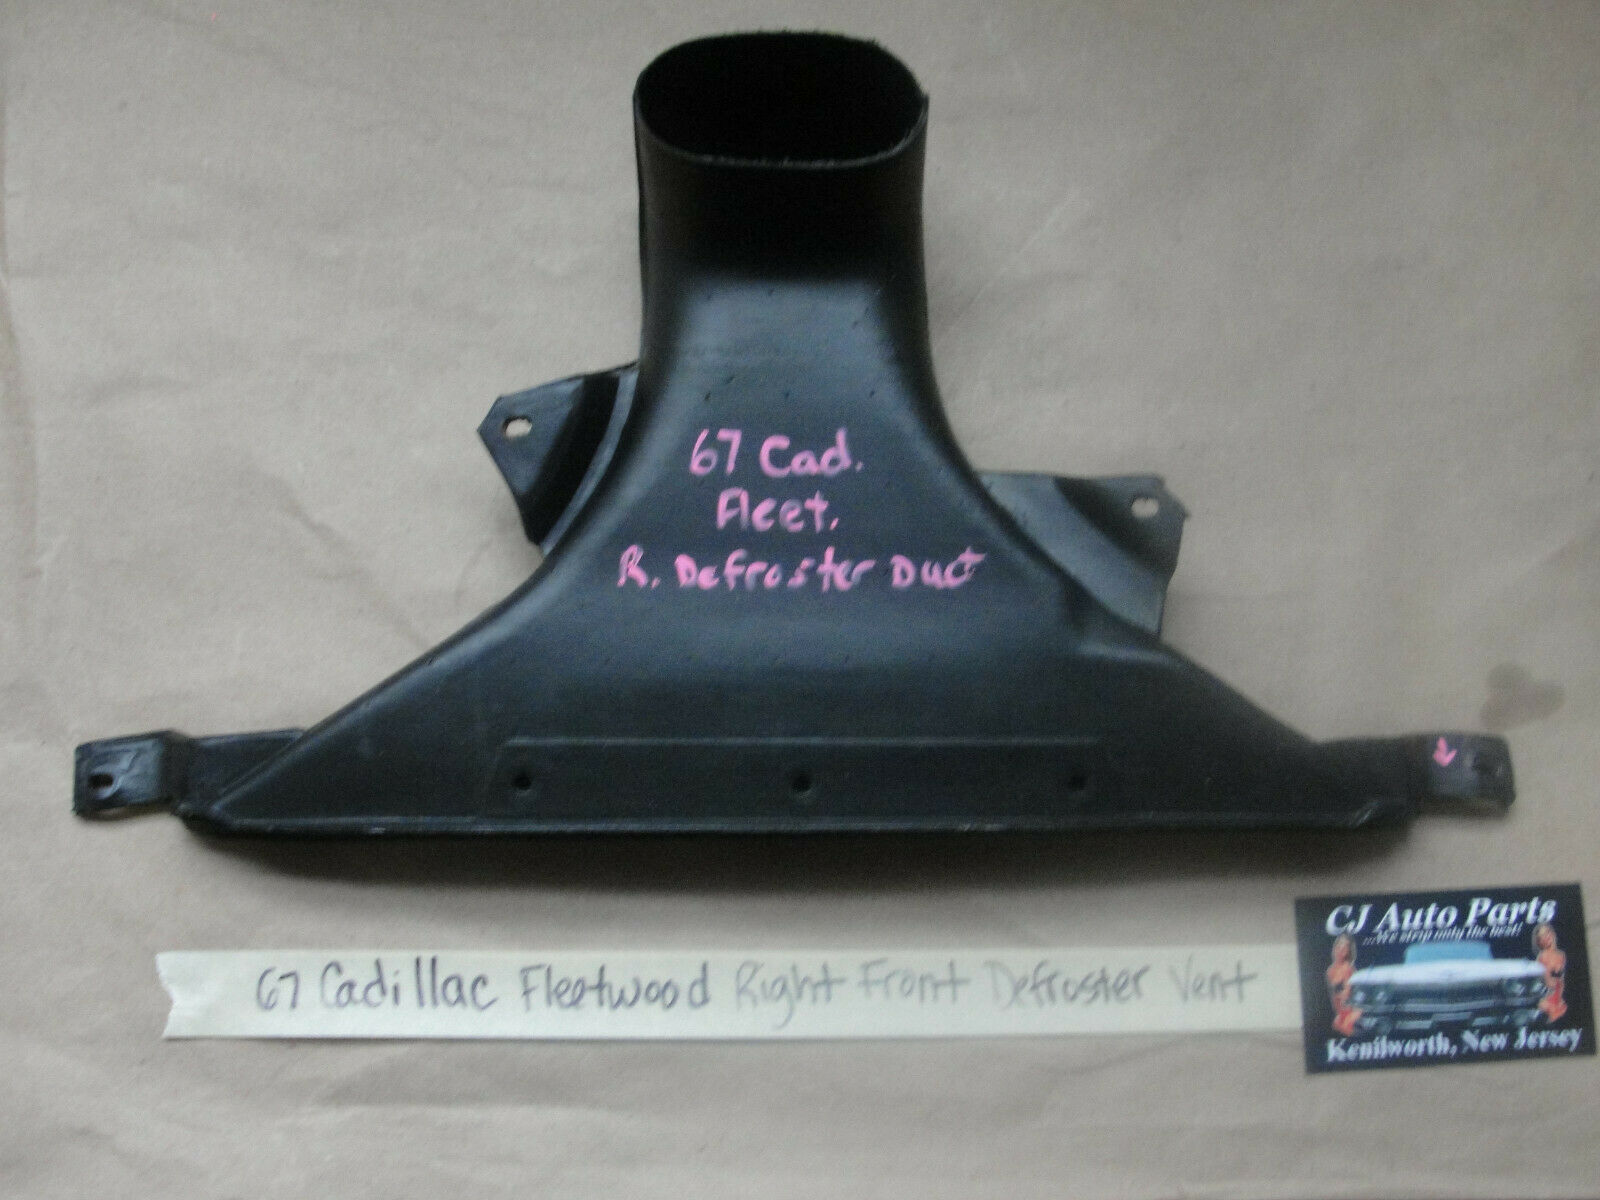 67 Cad.
Fleet.
R. Defroster Duct
67 Cadillac Fleetwood Right Front Defroster Vent
CJ Auto Parts
...We strip only the best!
Kenilworth, New Jersey